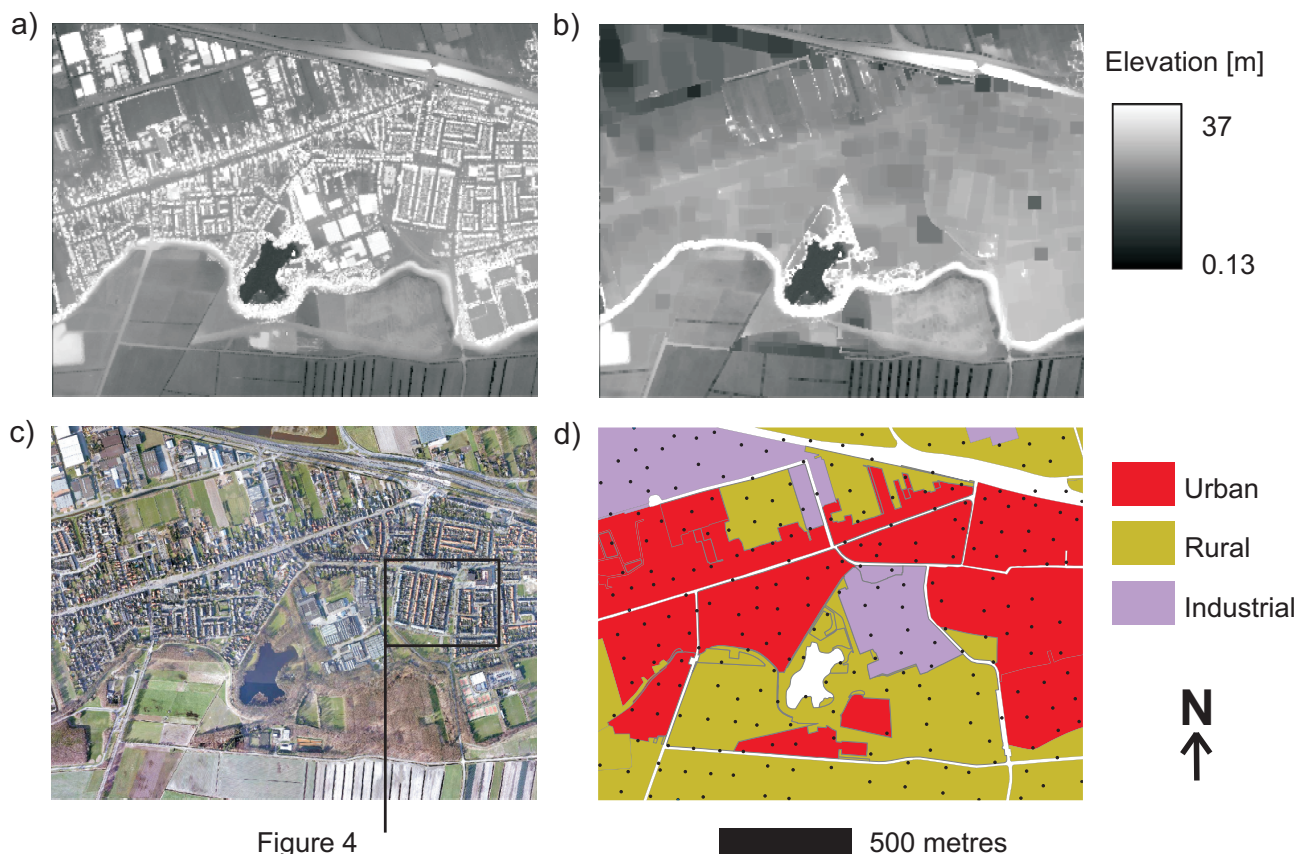 a)
b)
Elevation [m]
37
0.13
c)
d)
Urban
Rural
Industrial
N
Figure 4
500 metres